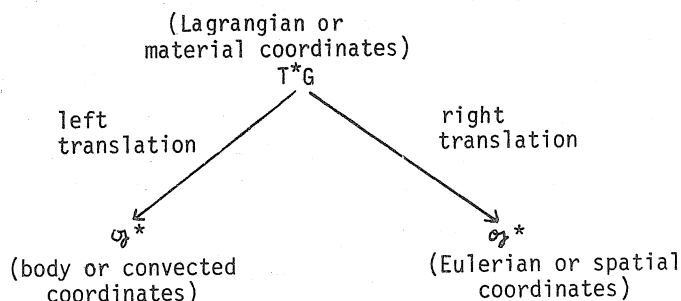 (Lagrangian or
material coordinates)
T*G
left
translation
right
translation
𝔤*
𝔤*
(body or convected
coordinates)
(Eulerian or spatial
coordinates)